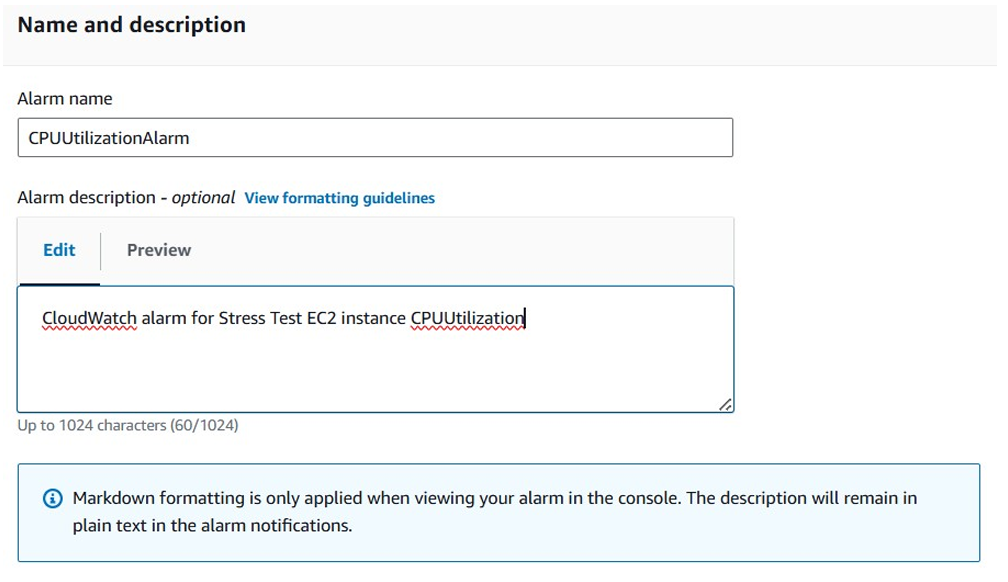 Name and description
Alarm name
CPUUtilizationAlarm
Alarm description - optional View formatting guidelines
Edit Preview
CloudWatch alarm for Stress Test EC2 instance CPUUtilization
Up to 1024 characters (60/1024)
Markdown formatting is only applied when viewing your alarm in the console. The description will remain in
plain text in the alarm notifications.